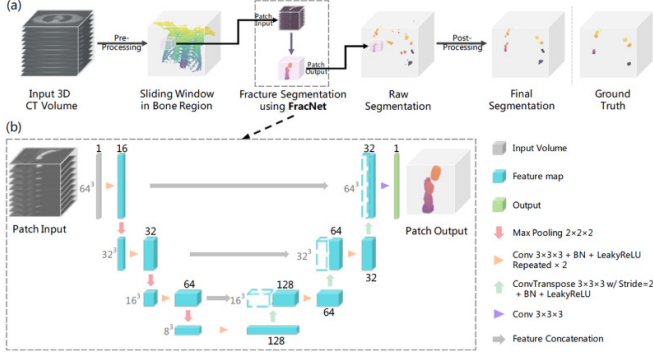 (a)
Pre-
Processing
Patch
Input
Patch
Output
Post-
Processing
Input 3D
CT Volume
Sliding Window
in Bone Region
Fracture Segmentation
using FracNet
Raw
Segmentation
Final
Segmentation
Ground
Truth
(b)
1 16 32 1
64³ 64³
Patch Input
Patch Output
32 64
32³ 32³ 32
64 128
16³ 16³ 64
8³ 128
Input Volume
Feature map
Output
Max Pooling 2×2×2
Conv 3×3×3 + BN + LeakyReLU
Repeated × 2
ConvTranspose 3×3×3 w/ Stride=2
+ BN + LeakyReLU
Conv 3×3×3
Feature Concatenation